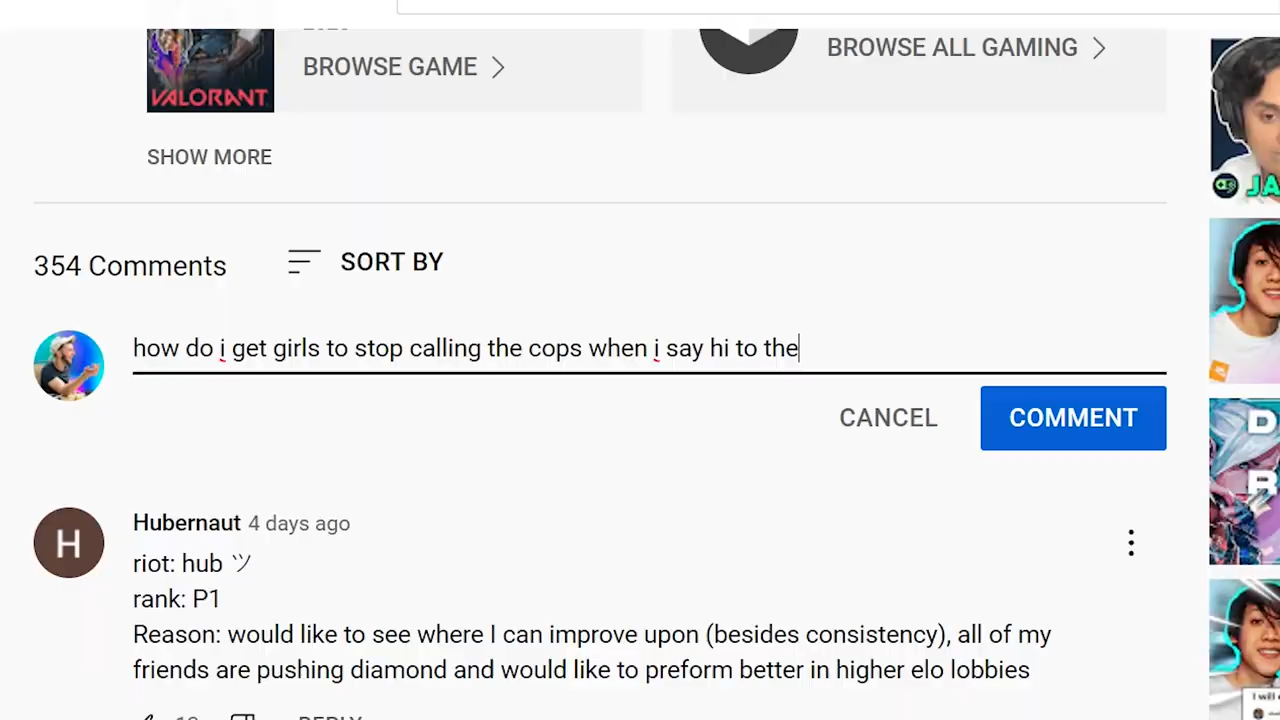 BROWSE GAME
BROWSE ALL GAMING
VALORANT
SHOW MORE
354 Comments
SORT BY
how do i get girls to stop calling the cops when i say hi to the
CANCEL
COMMENT
H
Hubernaut 4 days ago
riot: hub ツ
rank: P1
Reason: would like to see where I can improve upon (besides consistency), all of my
friends are pushing diamond and would like to preform better in higher elo lobbies
REPLY
JA
D
B
I will